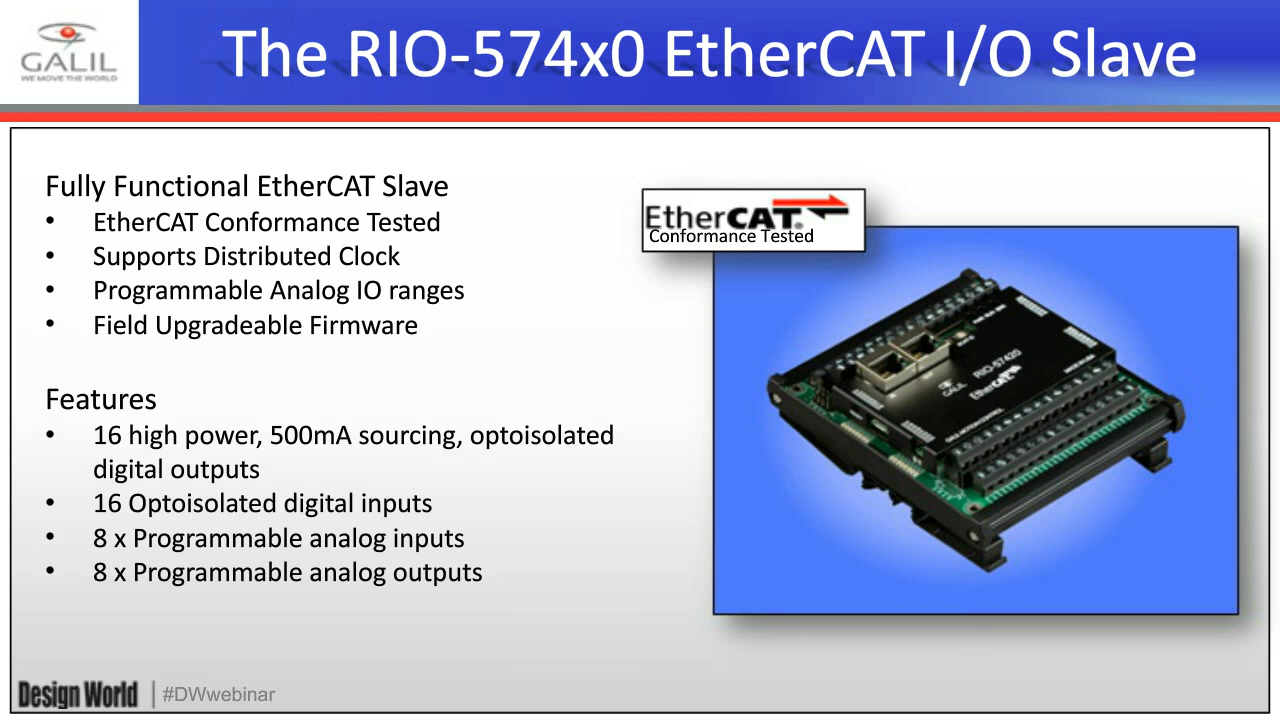 GALIL
WE MOVE THE WORLD
The RIO-574x0 EtherCAT I/O Slave
Fully Functional EtherCAT Slave
• EtherCAT Conformance Tested
• Supports Distributed Clock
• Programmable Analog IO ranges
• Field Upgradeable Firmware
Features
• 16 high power, 500mA sourcing, optoisolated
digital outputs
• 16 Optoisolated digital inputs
• 8 x Programmable analog inputs
• 8 x Programmable analog outputs
EtherCAT®
Conformance Tested
RIO-57420
GALIL
EtherCAT
Design World | #DWwebinar